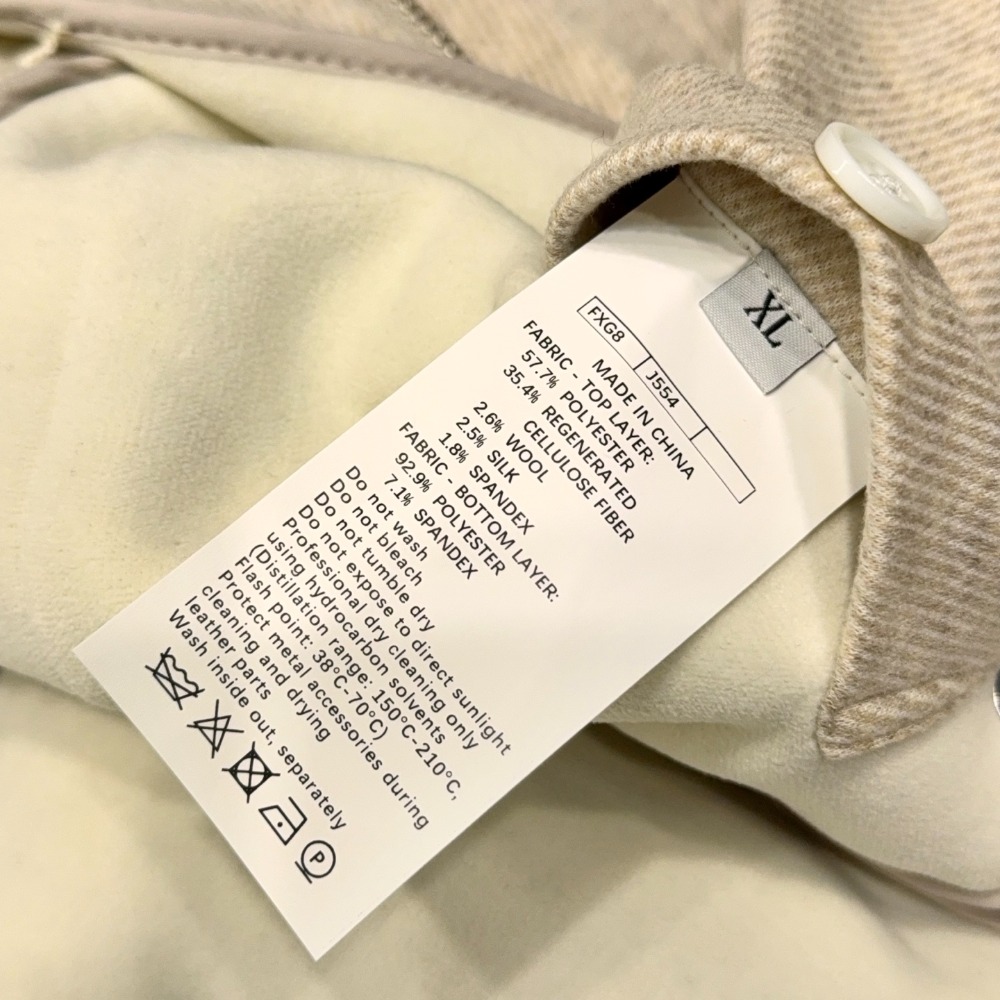 XL
FXG8 J554
MADE IN CHINA
FABRIC - TOP LAYER:
57.7% POLYESTER
35.4% REGENERATED
CELLULOSE FIBER
2.6% WOOL
2.5% SILK
1.8% SPANDEX
FABRIC - BOTTOM LAYER:
92.9% POLYESTER
7.1% SPANDEX
Do not wash
Do not bleach
Do not tumble dry
Do not expose to direct sunlight
Professional dry cleaning only
using hydrocarbon solvents
(Distillation range: 150°C-210°C,
Flash point: 38°C-70°C)
Protect metal accessories during
cleaning and drying
leather parts
Wash inside out, separately
P